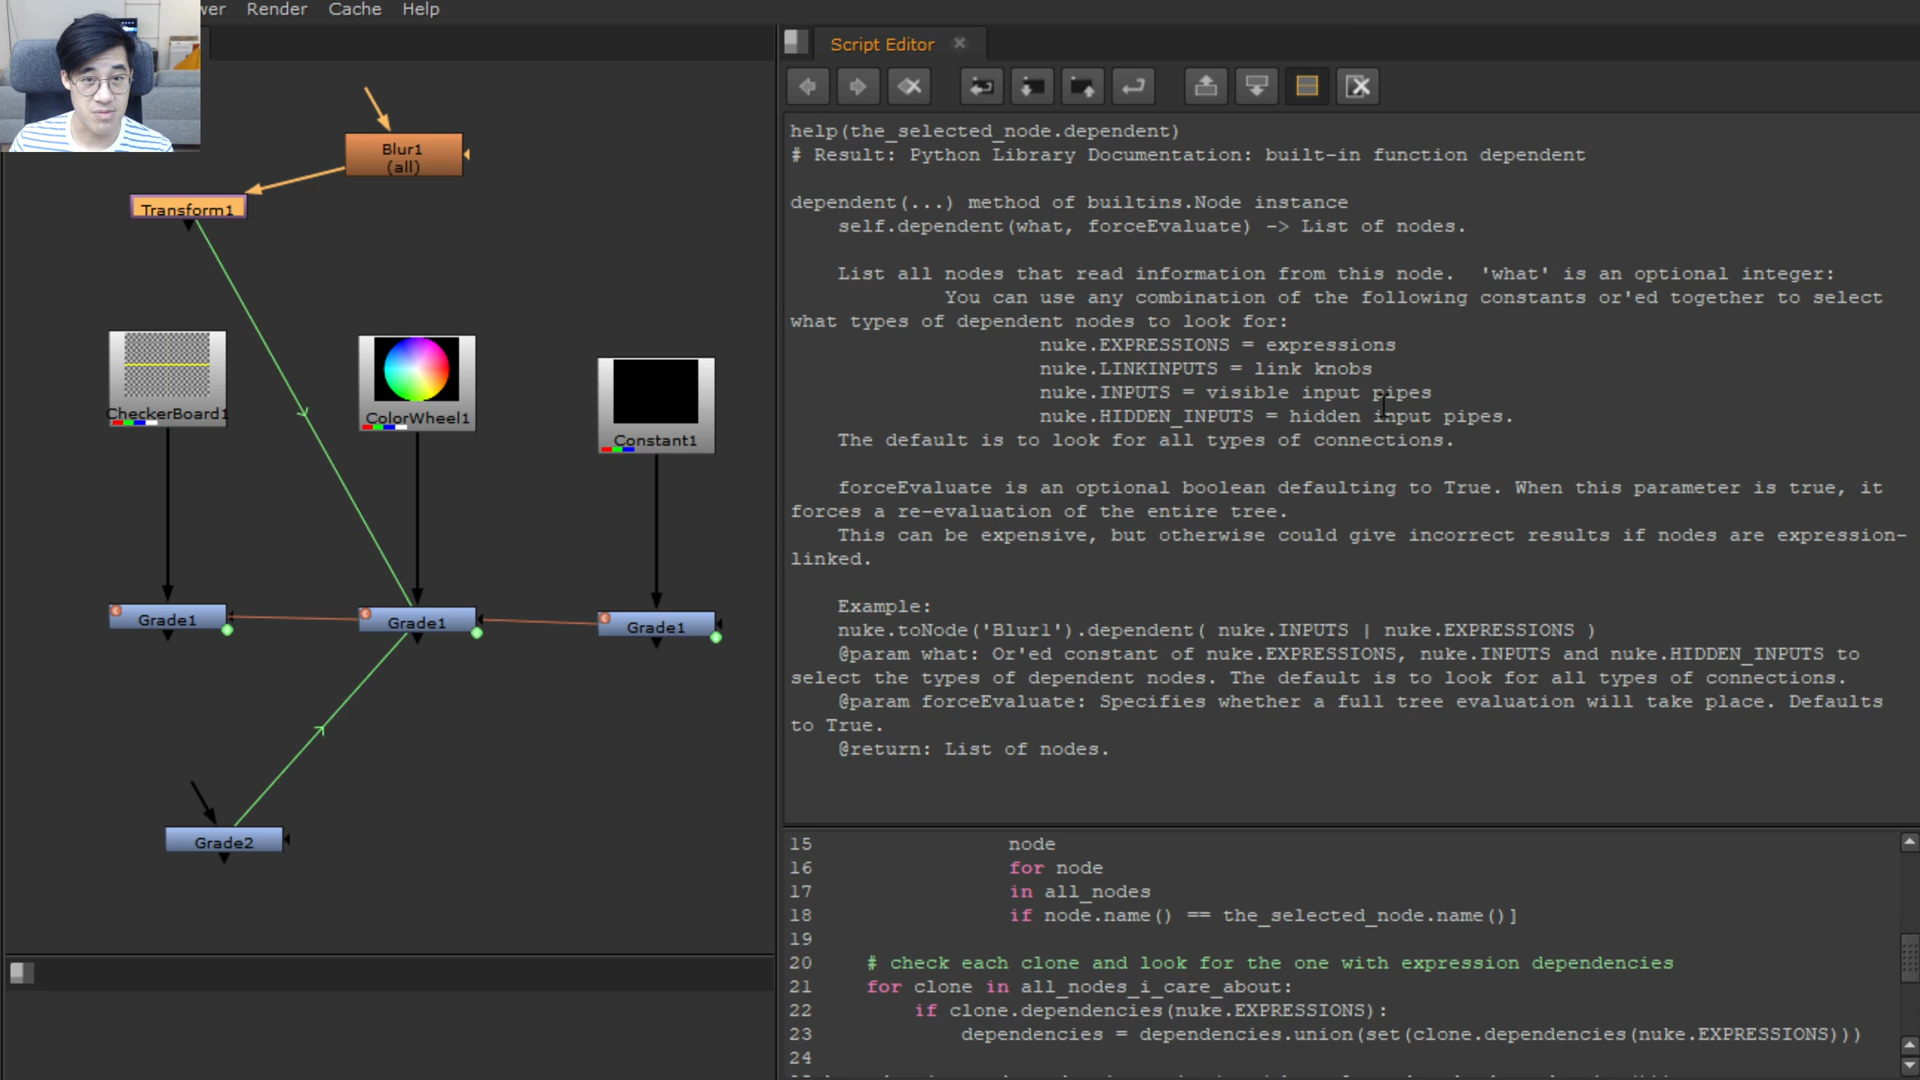 Render Cache Help
Script Editor
Blur1
(all)
Transform1
CheckerBoard1
ColorWheel1
Constant1
Grade1
Grade1
Grade1
Grade2
help(the_selected_node.dependent)
# Result: Python Library Documentation: built-in function dependent
dependent(...) method of builtins.Node instance
self.dependent(what, forceEvaluate) -> List of nodes.
List all nodes that read information from this node.  'what' is an optional integer:
You can use any combination of the following constants or'ed together to select
what types of dependent nodes to look for:
nuke.EXPRESSIONS = expressions
nuke.LINKINPUTS = link knobs
nuke.INPUTS = visible input pipes
nuke.HIDDEN_INPUTS = hidden input pipes.
The default is to look for all types of connections.
forceEvaluate is an optional boolean defaulting to True. When this parameter is true, it
forces a re-evaluation of the entire tree.
This can be expensive, but otherwise could give incorrect results if nodes are expression-
linked.
Example:
nuke.toNode('Blur1').dependent( nuke.INPUTS | nuke.EXPRESSIONS )
@param what: Or'ed constant of nuke.EXPRESSIONS, nuke.INPUTS and nuke.HIDDEN_INPUTS to
select the types of dependent nodes. The default is to look for all types of connections.
@param forceEvaluate: Specifies whether a full tree evaluation will take place. Defaults
to True.
@return: List of nodes.
15 node
16 for node
17 in all_nodes
18 if node.name() == the_selected_node.name()]
19
20 # check each clone and look for the one with expression dependencies
21 for clone in all_nodes_i_care_about:
22 if clone.dependencies(nuke.EXPRESSIONS):
23 dependencies = dependencies.union(set(clone.dependencies(nuke.EXPRESSIONS)))
24